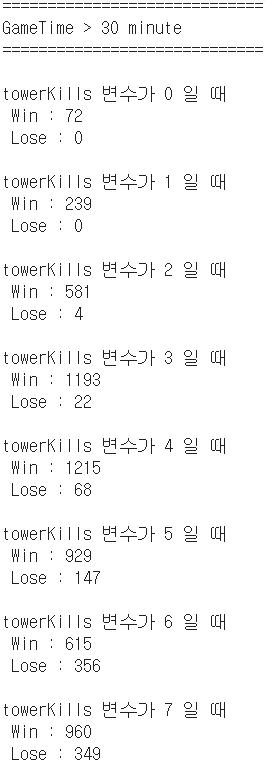 =============================
GameTime > 30 minute
=============================
towerKills 변수가 0 일 때
Win : 72
Lose : 0
towerKills 변수가 1 일 때
Win : 239
Lose : 0
towerKills 변수가 2 일 때
Win : 581
Lose : 4
towerKills 변수가 3 일 때
Win : 1193
Lose : 22
towerKills 변수가 4 일 때
Win : 1215
Lose : 68
towerKills 변수가 5 일 때
Win : 929
Lose : 147
towerKills 변수가 6 일 때
Win : 615
Lose : 356
towerKills 변수가 7 일 때
Win : 960
Lose : 349